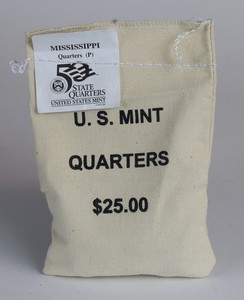 MISSISSIPPI
Quarters (P)
50
STATE
QUARTERS
UNITED STATES MINT
U. S. MINT
QUARTERS
$25.00